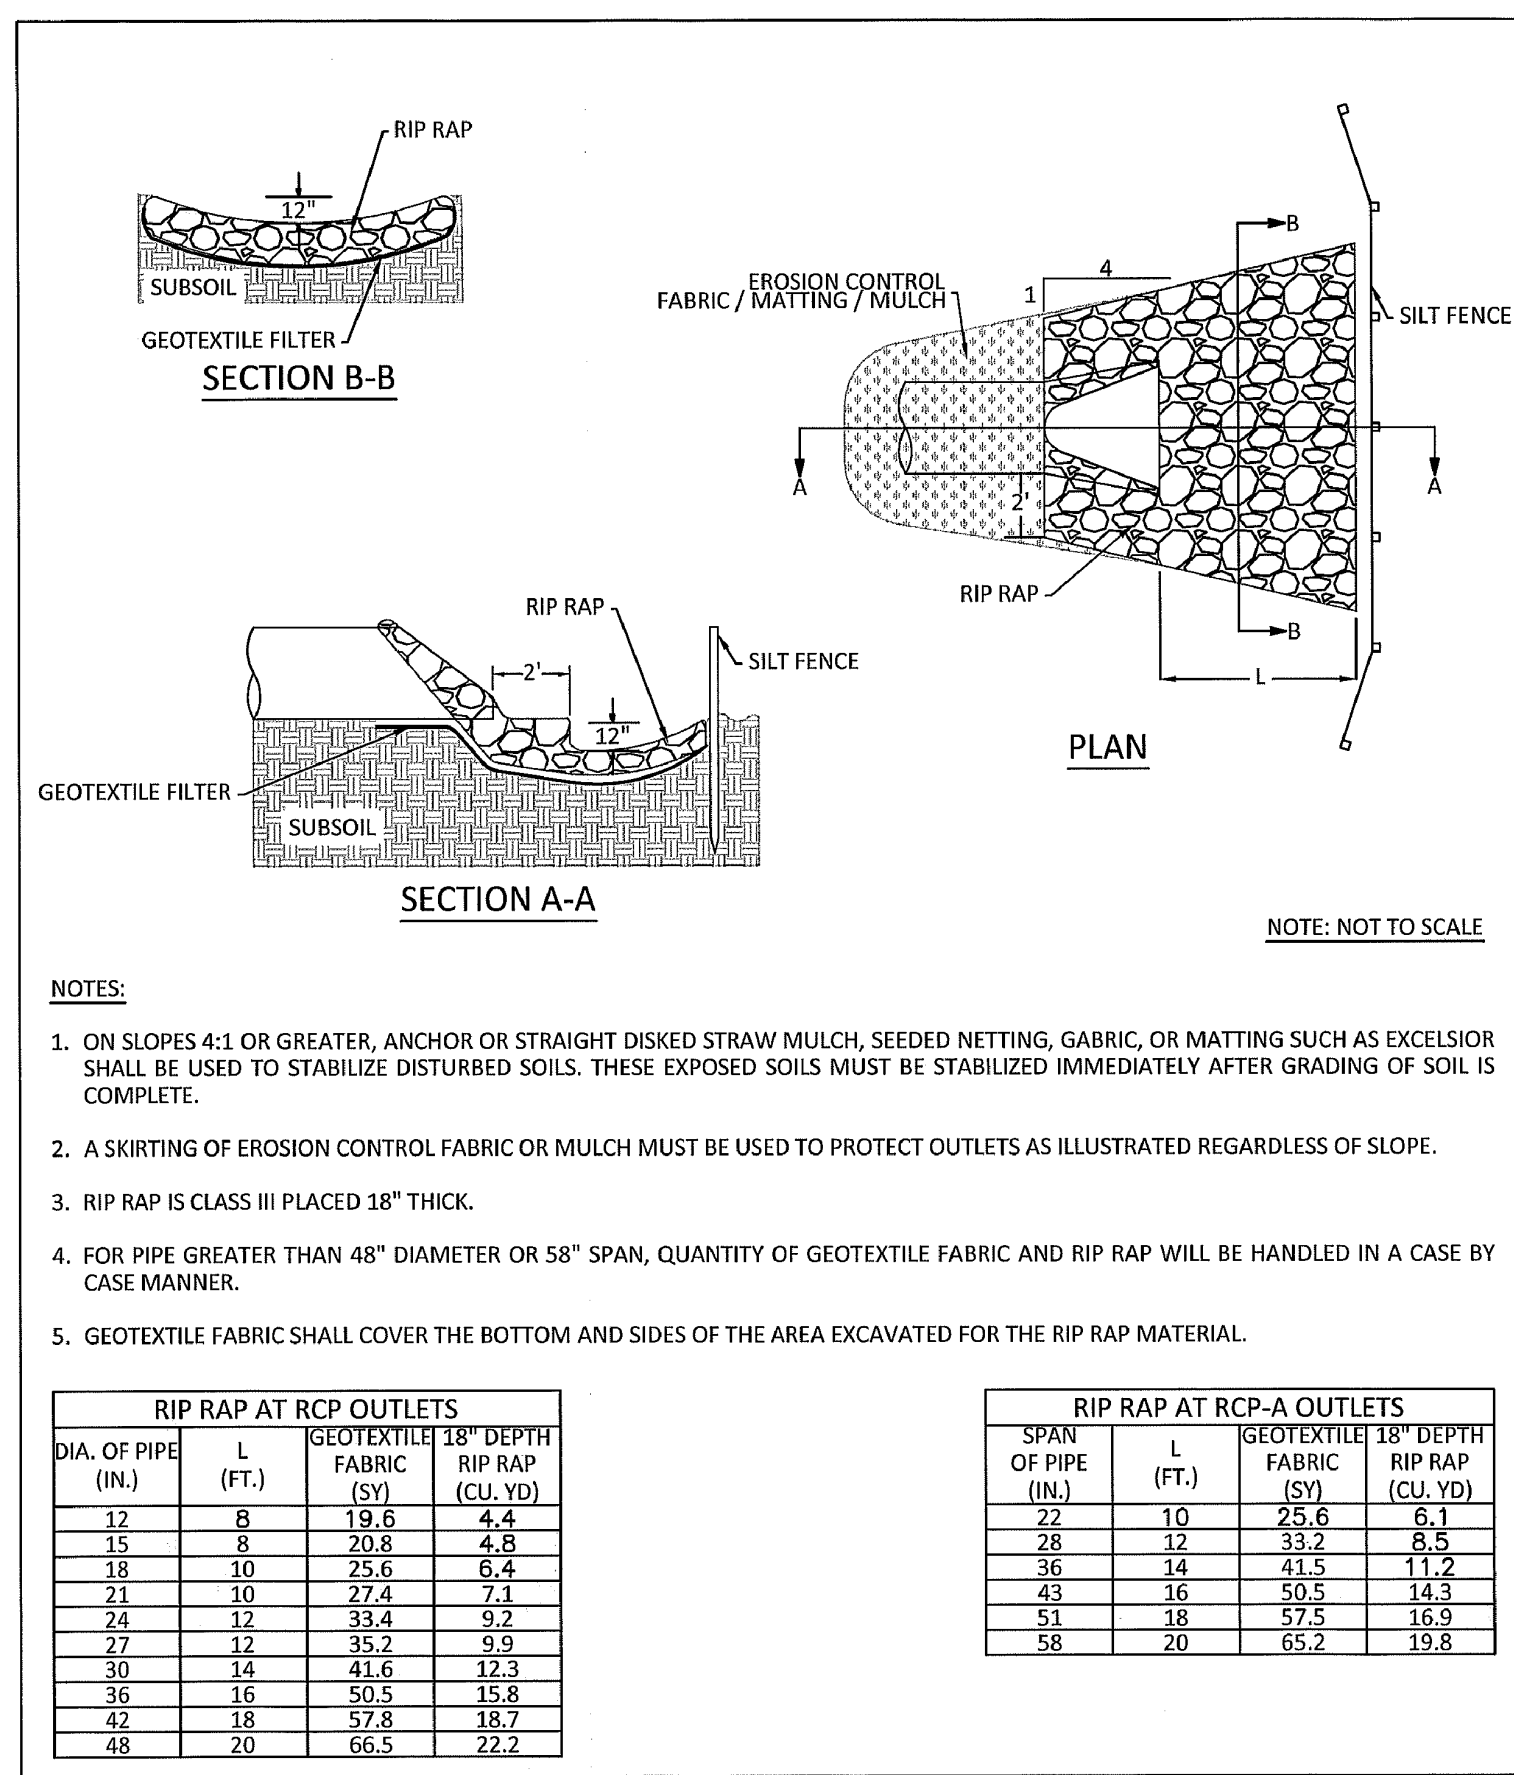 RIP RAP
12"
SUBSOIL
GEOTEXTILE FILTER
SECTION B-B
B
4
EROSION CONTROL
1
FABRIC / MATTING / MULCH
SILT FENCE
A
A
2'
RIP RAP
B
L
PLAN
RIP RAP
2'
SILT FENCE
12"
GEOTEXTILE FILTER
SUBSOIL
SECTION A-A
NOTE: NOT TO SCALE
NOTES:
1. ON SLOPES 4:1 OR GREATER, ANCHOR OR STRAIGHT DISKED STRAW MULCH, SEEDED NETTING, GABRIC, OR MATTING SUCH AS EXCELSIOR
SHALL BE USED TO STABILIZE DISTURBED SOILS. THESE EXPOSED SOILS MUST BE STABILIZED IMMEDIATELY AFTER GRADING OF SOIL IS
COMPLETE.
2. A SKIRTING OF EROSION CONTROL FABRIC OR MULCH MUST BE USED TO PROTECT OUTLETS AS ILLUSTRATED REGARDLESS OF SLOPE.
3. RIP RAP IS CLASS III PLACED 18" THICK.
4. FOR PIPE GREATER THAN 48" DIAMETER OR 58" SPAN, QUANTITY OF GEOTEXTILE FABRIC AND RIP RAP WILL BE HANDLED IN A CASE BY
CASE MANNER.
5. GEOTEXTILE FABRIC SHALL COVER THE BOTTOM AND SIDES OF THE AREA EXCAVATED FOR THE RIP RAP MATERIAL.
RIP RAP AT RCP OUTLETS
DIA. OF PIPE (IN.) L (FT.) GEOTEXTILE FABRIC (SY) 18" DEPTH RIP RAP (CU. YD)
12 8 19.6 4.4
15 8 20.8 4.8
18 10 25.6 6.4
21 10 27.4 7.1
24 12 33.4 9.2
27 12 35.2 9.9
30 14 41.6 12.3
36 16 50.5 15.8
42 18 57.8 18.7
48 20 66.5 22.2
RIP RAP AT RCP-A OUTLETS
SPAN OF PIPE (IN.) L (FT.) GEOTEXTILE FABRIC (SY) 18" DEPTH RIP RAP (CU. YD)
22 10 25.6 6.1
28 12 33.2 8.5
36 14 41.5 11.2
43 16 50.5 14.3
51 18 57.5 16.9
58 20 65.2 19.8